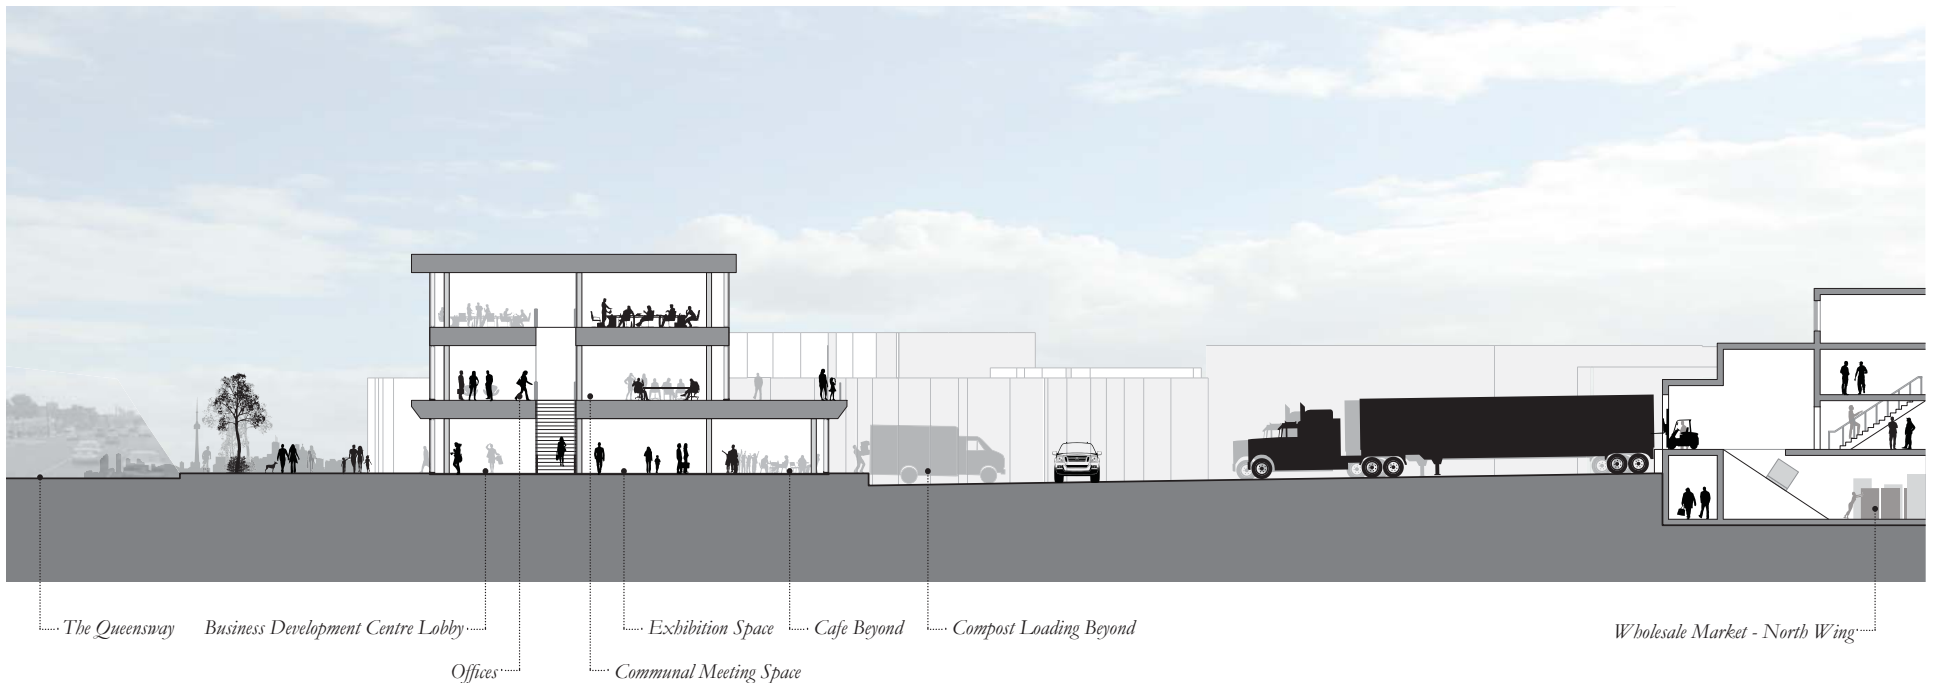 The Queensway
Business Development Centre Lobby
Exhibition Space
Cafe Beyond
Compost Loading Beyond
Wholesale Market - North Wing
Offices
Communal Meeting Space